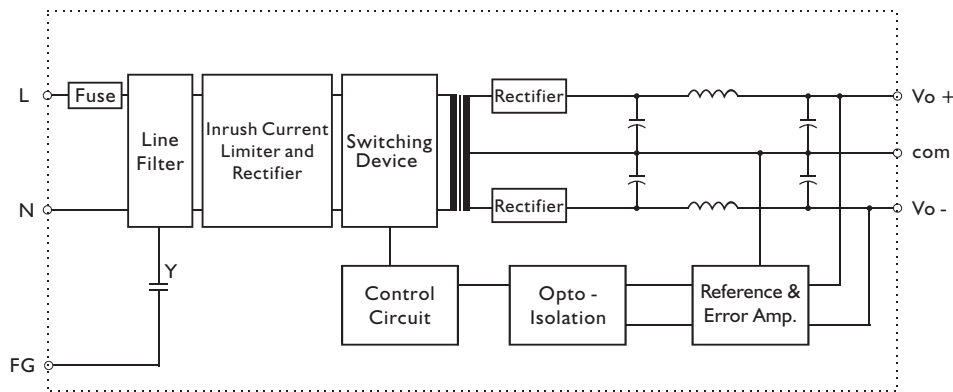 L
Fuse
Line
Filter
Inrush Current
Limiter and
Rectifier
Switching
Device
Rectifier
Vo +
com
N
Rectifier
Vo -
Y
Control
Circuit
Opto -
Isolation
Reference &
Error Amp.
FG